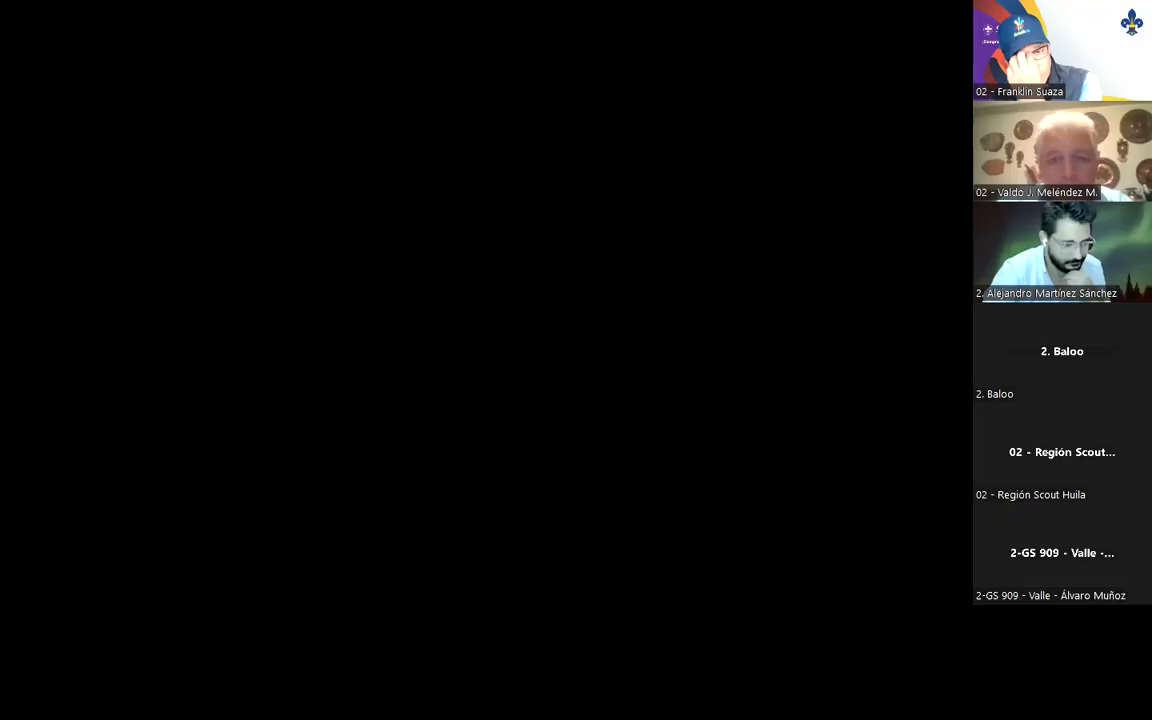 02 - Franklin Suaza
02 - Valdo J. Meléndez M.
2. Alejandro Martínez Sánchez
2. Baloo
2. Baloo
02 - Región Scout...
02 - Región Scout Huila
2-GS 909 - Valle -...
2-GS 909 - Valle - Álvaro Muñoz